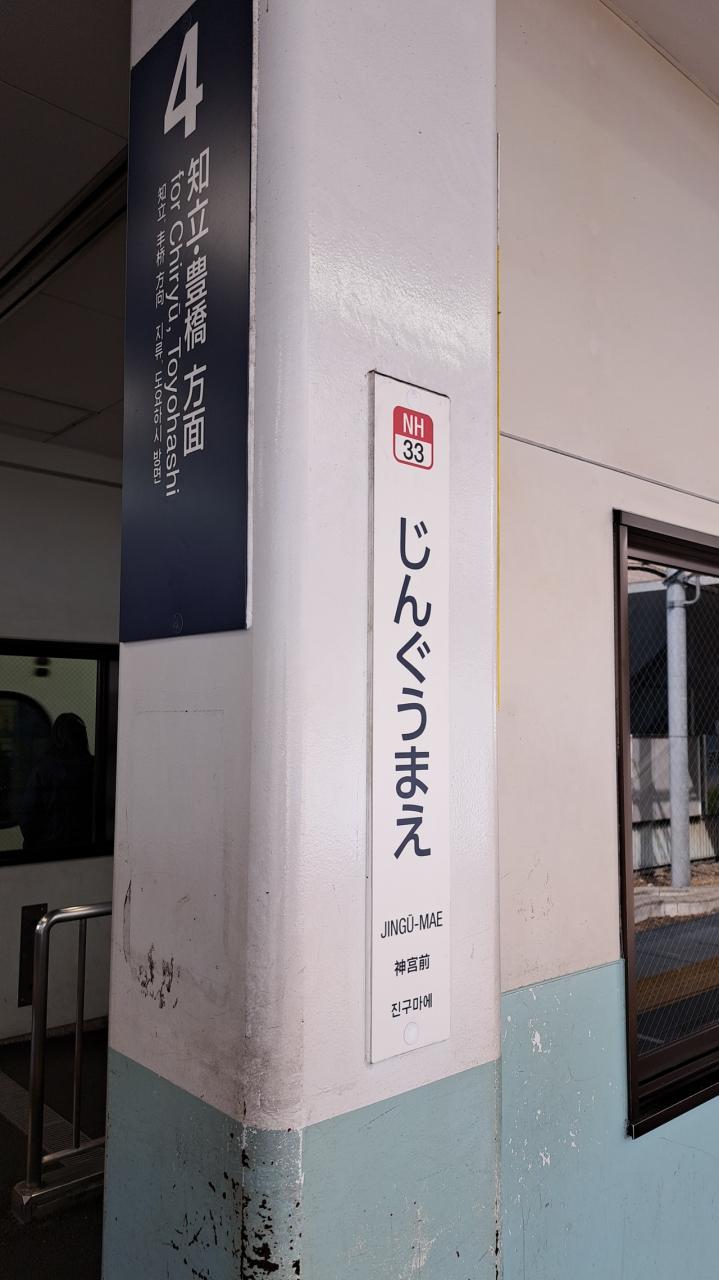 4
知立・豊橋 方面
for Chiryū, Toyohashi
知立, 丰桥 方向 지류, 도요하시 방면
NH
33
じんぐうまえ
JINGŪ-MAE
神宫前
진구마에